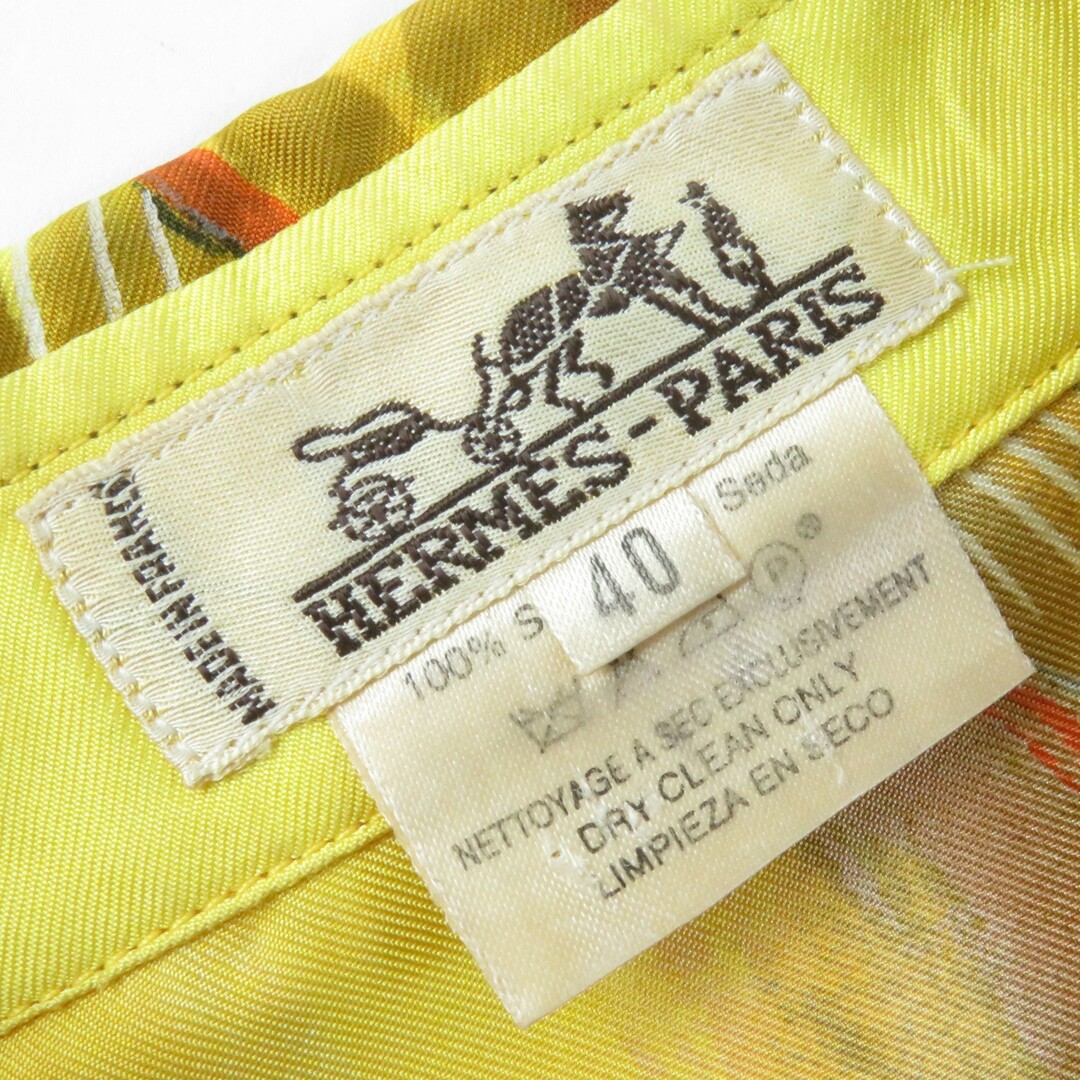 HERMES-PARIS
MADE IN FRANCE
40
100% S Seda
®
NETTOYAGE A SEC EXCLUSIVEMENT
DRY CLEAN ONLY
LIMPIEZA EN SECO